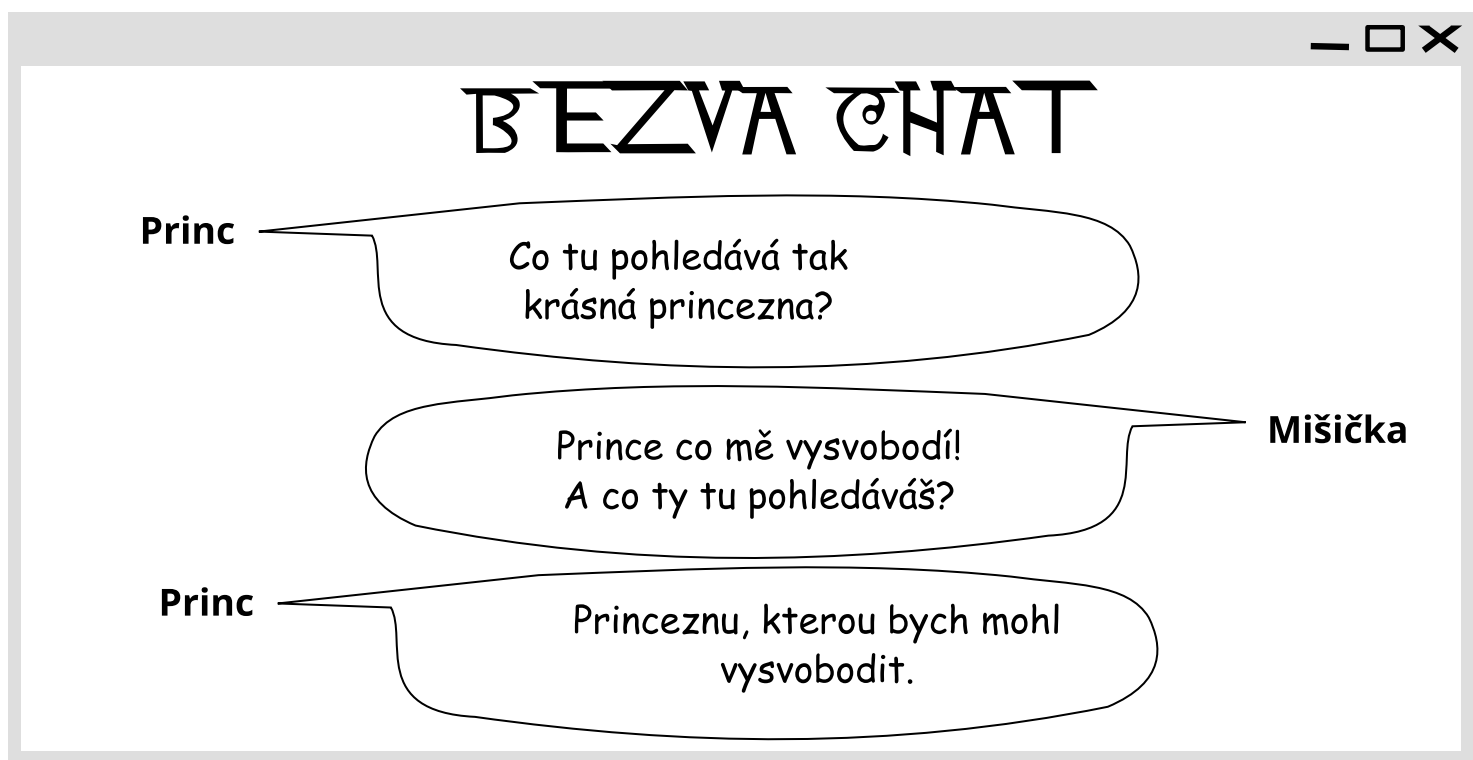 BEZVA CHAT
Princ
Co tu pohledává tak
krásná princezna?
Mišička
Prince co mě vysvobodí!
A co ty tu pohledáváš?
Princ
Princeznu, kterou bych mohl
vysvobodit.